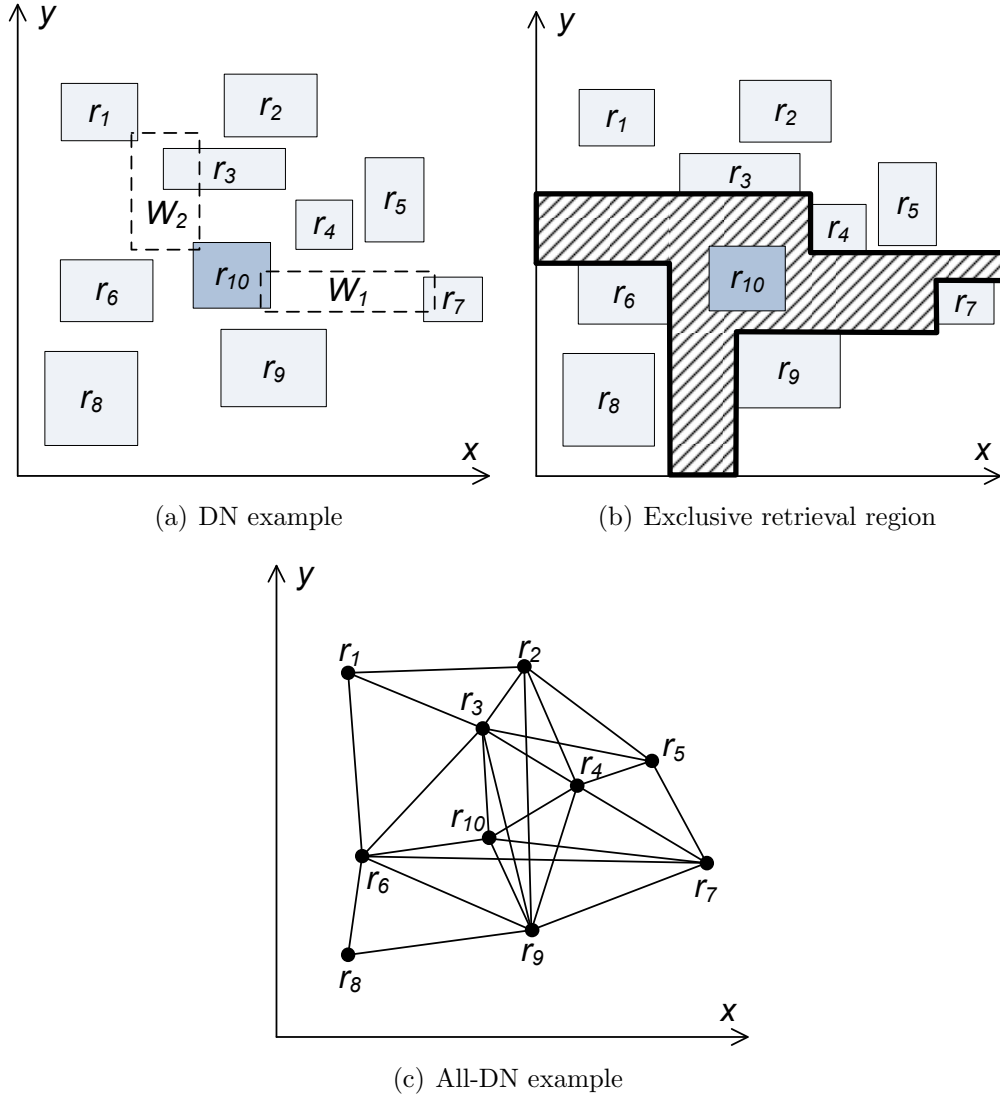 y
r1
r2
r3
W2
r4
r5
r10
W1
r6
r7
r9
r8
x
(a) DN example
y
r1
r2
r3
r4
r5
r10
r6
r7
r9
r8
x
(b) Exclusive retrieval region
y
r1
r2
r3
r4
r5
r10
r6
r7
r9
r8
x
(c) All-DN example